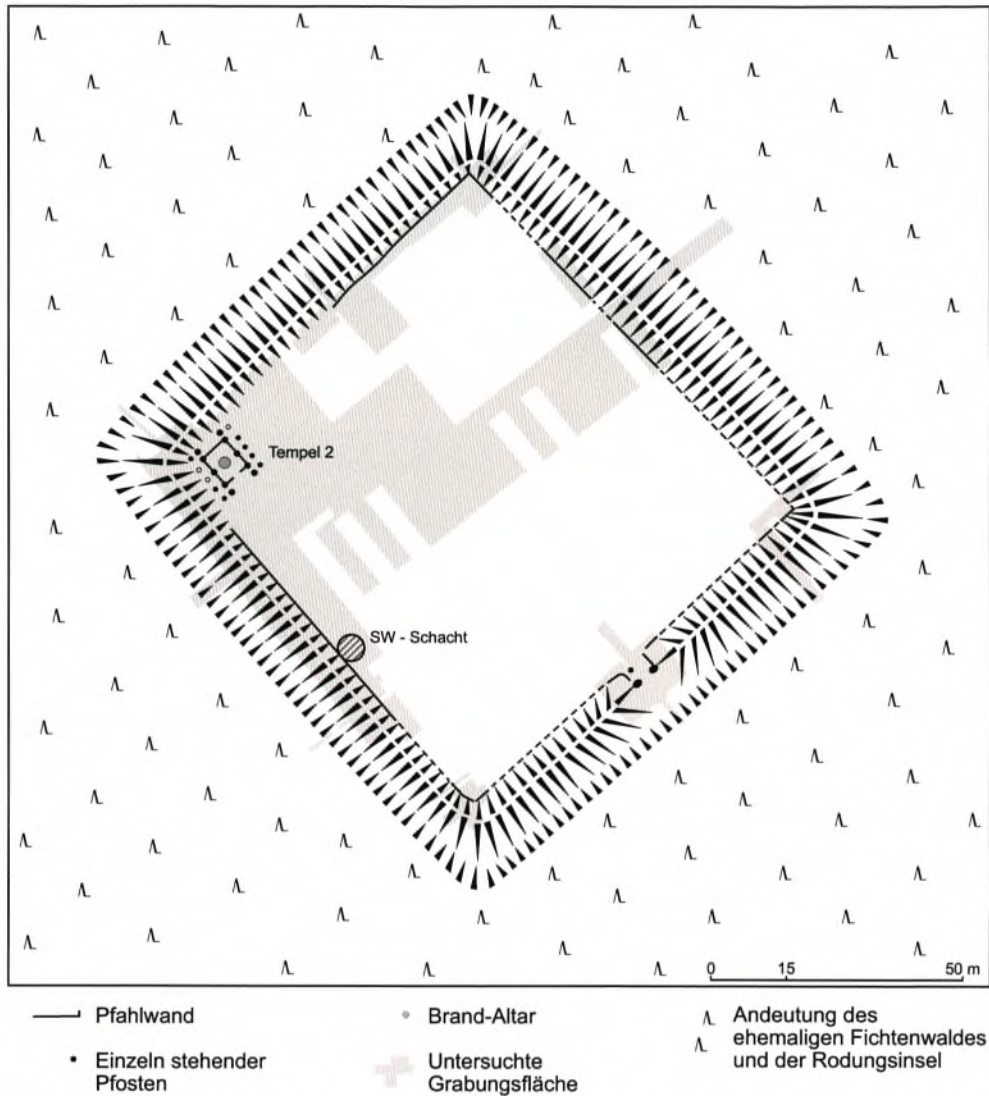 Tempel 2
SW - Schacht
0 15 50 m
Pfahlwand
Einzeln stehender
Pfosten
Brand-Altar
Untersuchte
Grabungsfläche
Andeutung des
ehemaligen Fichtenwaldes
und der Rodungsinsel